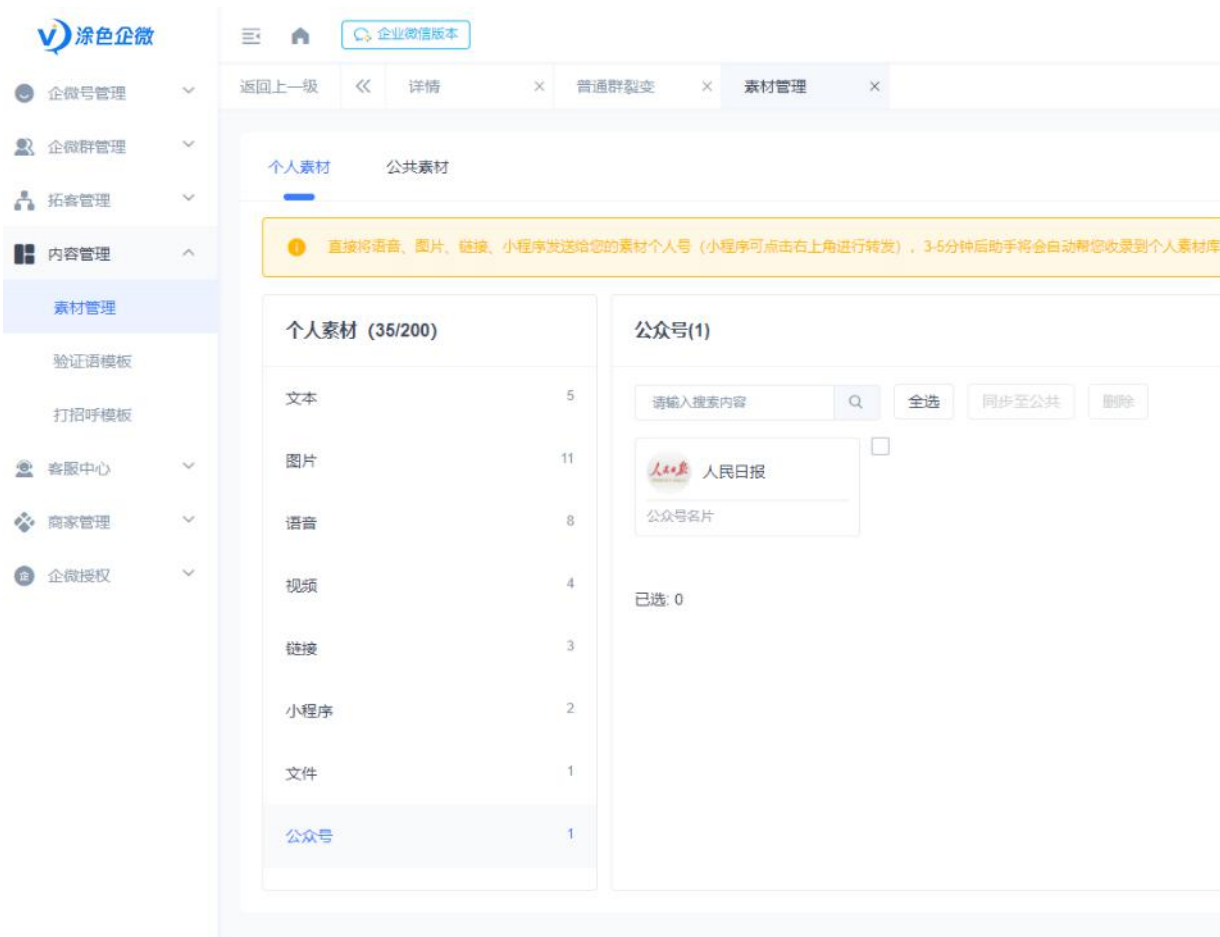 涂色企微
企业微信版本
返回上一级
详情
普通群裂变
素材管理
企微号管理
企微群管理
拓客管理
内容管理
素材管理
验证语模板
打招呼模板
客服中心
商家管理
企微授权
个人素材
公共素材
直接将语音、图片、链接、小程序发送给您的素材个人号（小程序可点击右上角进行转发），3-5分钟后助手将会自动帮您收录到个人素材库
个人素材（35/200）
文本 5
图片 11
语音 8
视频 4
链接 3
小程序 2
文件 1
公众号 1
公众号(1)
请输入搜索内容 全选 同步至公共 删除
人民日报 人民日报
公众号名片
已选: 0